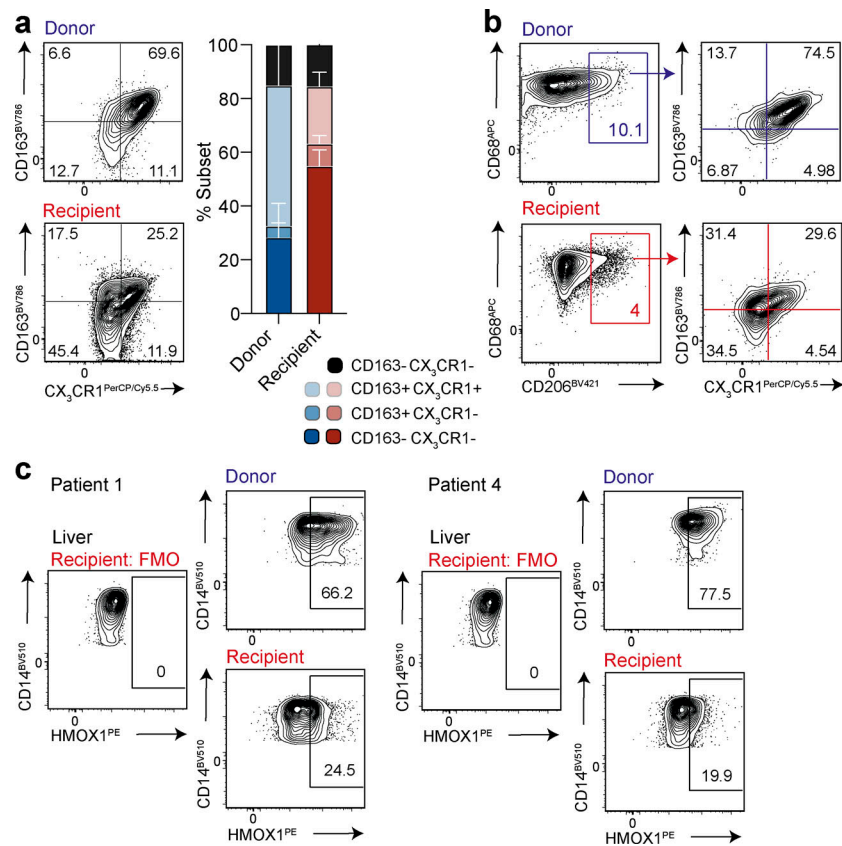 a
Donor
6.6 69.6
12.7 11.1
CD163BV786
0
0
Recipient
17.5 25.2
45.4 11.9
CD163BV786
0
0
CX3CR1PerCP/Cy5.5
% Subset
100
80
60
40
20
0
Donor
Recipient
CD163- CX3CR1-
CD163+ CX3CR1+
CD163+ CX3CR1-
CD163- CX3CR1-
b
Donor
CD68APC
0
0
10.1
13.7 74.5
6.87 4.98
CD163BV786
0
0
Recipient
CD68APC
0
0
4
CD206BV421
31.4 29.6
34.5 4.54
CD163BV786
0
0
CX3CR1PerCP/Cy5.5
c
Patient 1
Liver
Recipient: FMO
CD14BV510
0
0
0
HMOX1PE
Donor
CD14BV510
0
0
66.2
Recipient
CD14BV510
0
0
24.5
HMOX1PE
Patient 4
Liver
Recipient: FMO
CD14BV510
0
0
0
HMOX1PE
Donor
CD14BV510
0
0
77.5
Recipient
CD14BV510
0
0
19.9
HMOX1PE